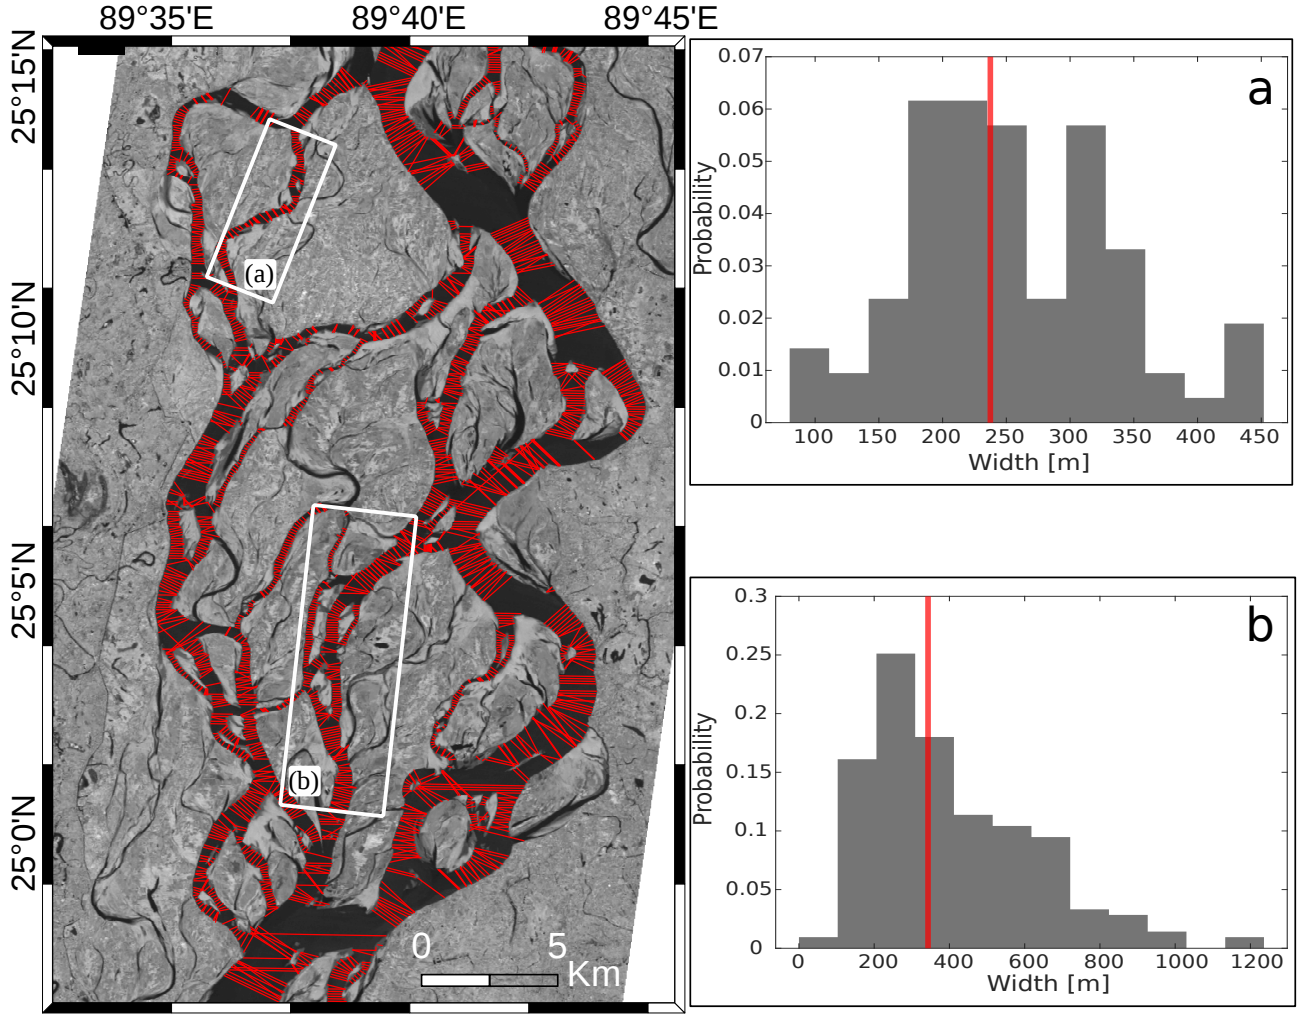 89°35'E 89°40'E 89°45'E
25°15'N
25°10'N
25°5'N
25°0'N
(a)
(b)
0 5
Km
a
0.07
0.06
0.05
0.04
0.03
0.02
0.01
0
Probability
100 150 200 250 300 350 400 450
Width [m]
b
0.3
0.25
0.2
0.15
0.1
0.05
0
Probability
0 200 400 600 800 1000 1200
Width [m]